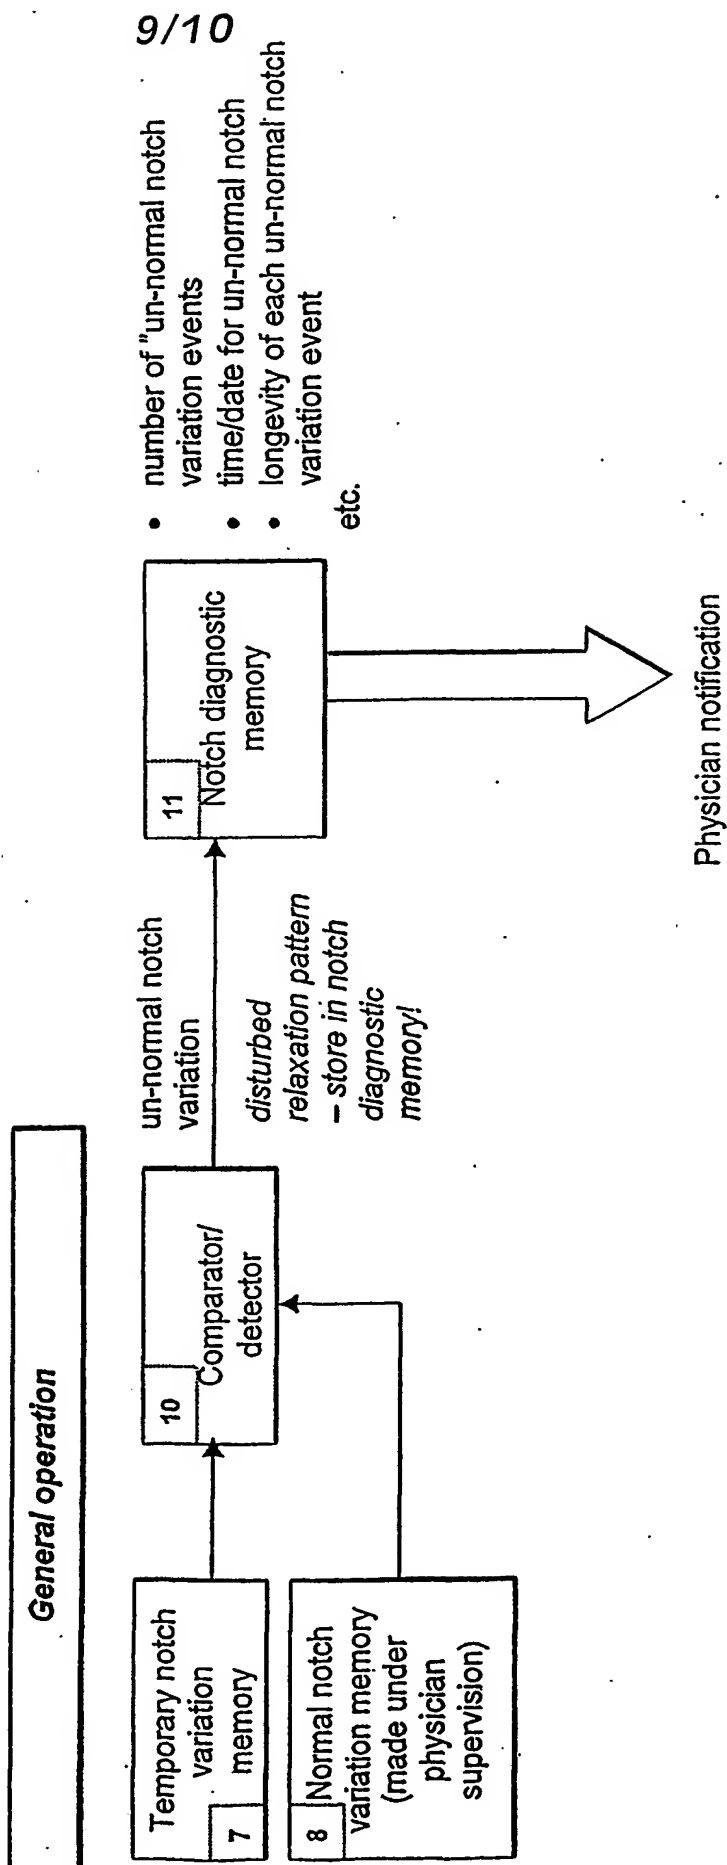 9/10
General operation
Temporary notch
variation
memory
7
8
Normal notch
variation memory
(made under
physician
supervision)
10
Comparator/
detector
un-normal notch
variation
disturbed
relaxation pattern
– store in notch
diagnostic
memory!
11
Notch diagnostic
memory
• number of "un-normal notch
variation events
• time/date for un-normal notch
• longevity of each un-normal notch
variation event
etc.
Physician notification